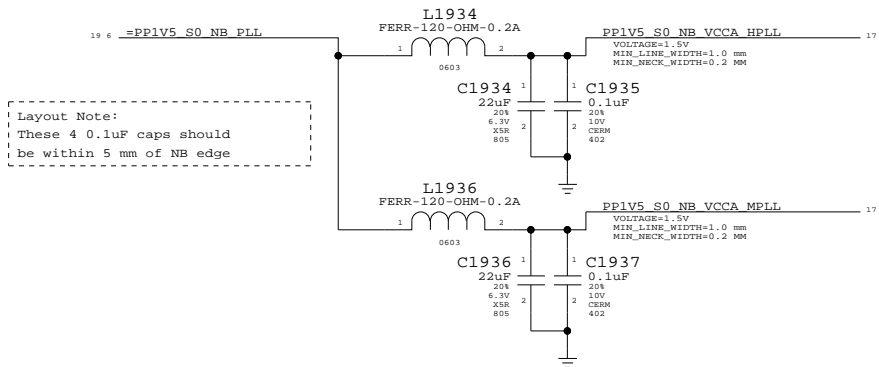 L1934
FERR-120-OHM-0.2A
19 6 =PP1V5_S0_NB_PLL
1 2
0603
PP1V5_S0_NB_VCCA_HPLL 17
VOLTAGE=1.5V
MIN_LINE_WIDTH=1.0 mm
MIN_NECK_WIDTH=0.2 MM
C1934
22uF
20%
6.3V
X5R
805
1
2
1
2
C1935
0.1uF
20%
10V
CERM
402
Layout Note:
These 4 0.1uF caps should
be within 5 mm of NB edge
L1936
FERR-120-OHM-0.2A
1 2
0603
PP1V5_S0_NB_VCCA_MPLL 17
VOLTAGE=1.5V
MIN_LINE_WIDTH=1.0 mm
MIN_NECK_WIDTH=0.2 MM
C1936
22uF
20%
6.3V
X5R
805
1
2
1
2
C1937
0.1uF
20%
10V
CERM
402